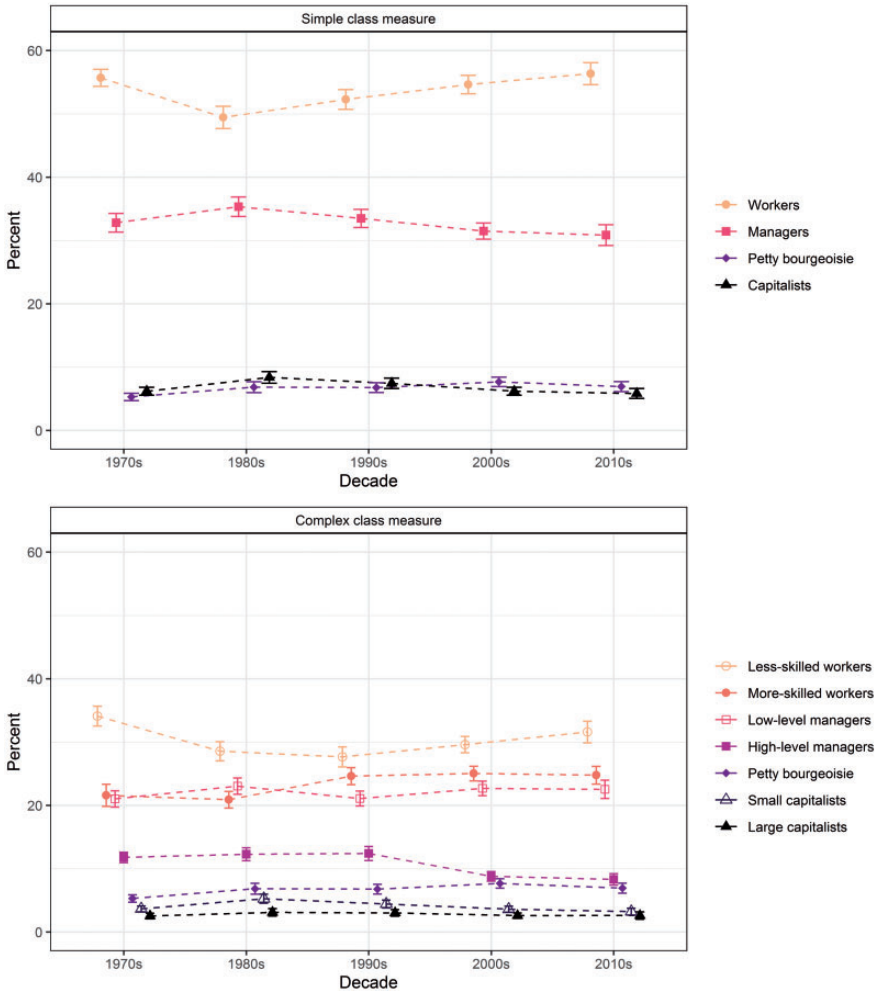 Simple class measure
60
40
20
0
Percent
1970s 1980s 1990s 2000s 2010s
Decade
Workers
Managers
Petty bourgeoisie
Capitalists
Complex class measure
60
40
20
0
Percent
1970s 1980s 1990s 2000s 2010s
Decade
Less-skilled workers
More-skilled workers
Low-level managers
High-level managers
Petty bourgeoisie
Small capitalists
Large capitalists